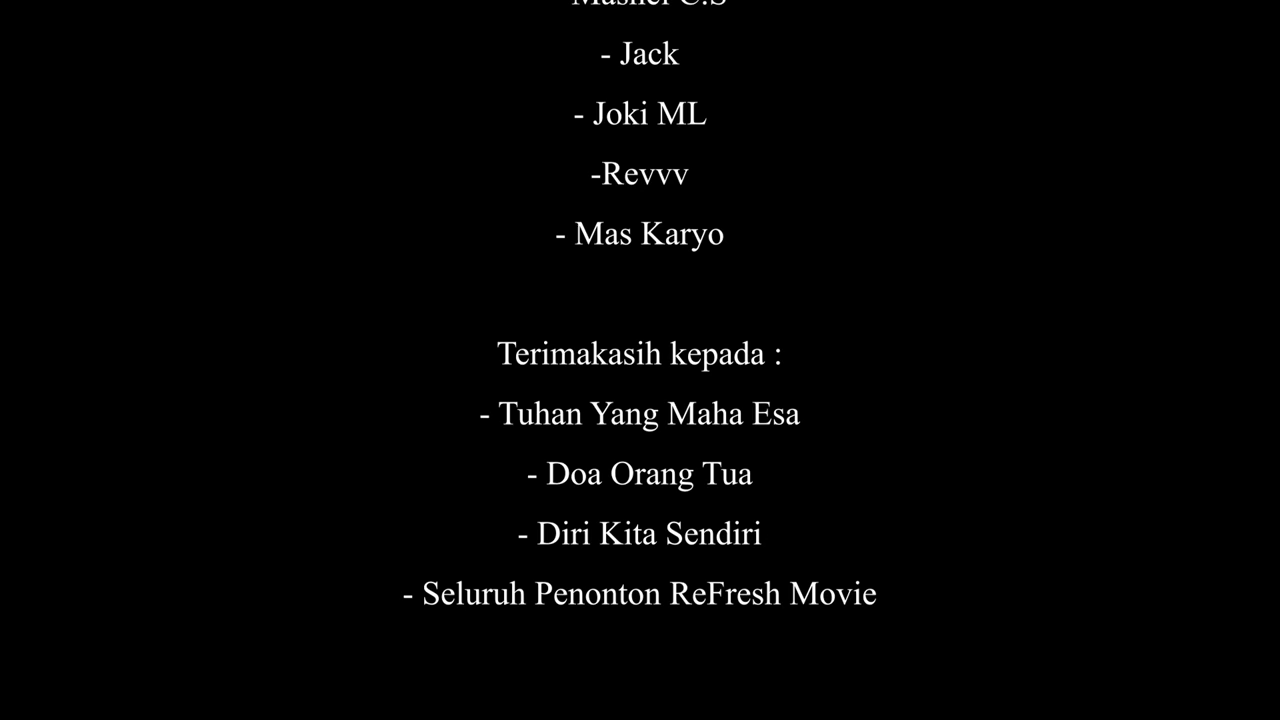 - Jack
- Joki ML
-Revvv
- Mas Karyo
Terimakasih kepada :
- Tuhan Yang Maha Esa
- Doa Orang Tua
- Diri Kita Sendiri
- Seluruh Penonton ReFresh Movie